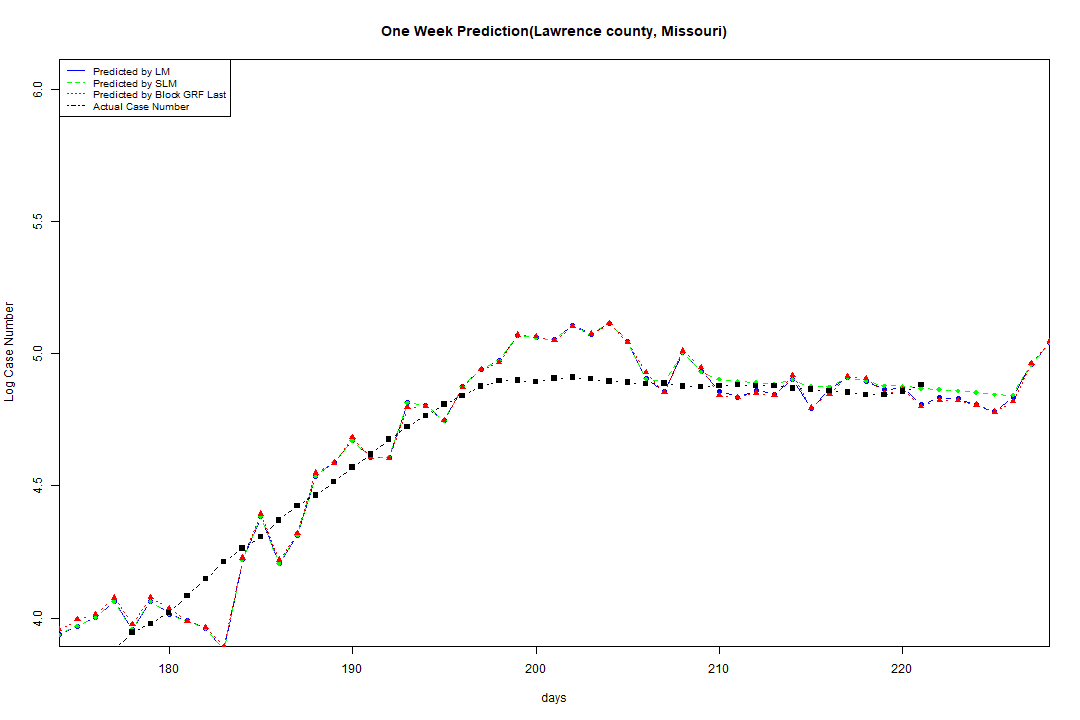 One Week Prediction(Lawrence county, Missouri)
Predicted by LM
Predicted by SLM
Predicted by Block GRF Last
Actual Case Number
6.0
5.5
5.0
4.5
4.0
Log Case Number
180 190 200 210 220
days